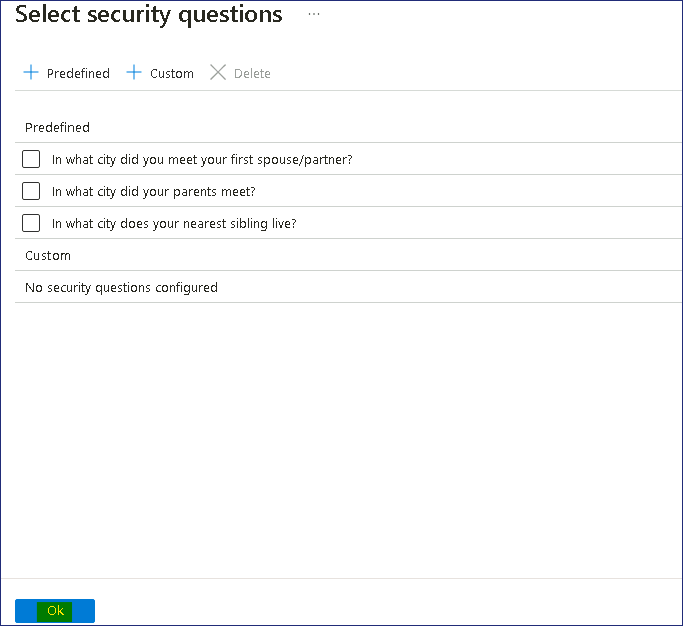 Select security questions ...
Predefined Custom Delete
Predefined
In what city did you meet your first spouse/partner?
In what city did your parents meet?
In what city does your nearest sibling live?
Custom
No security questions configured
Ok